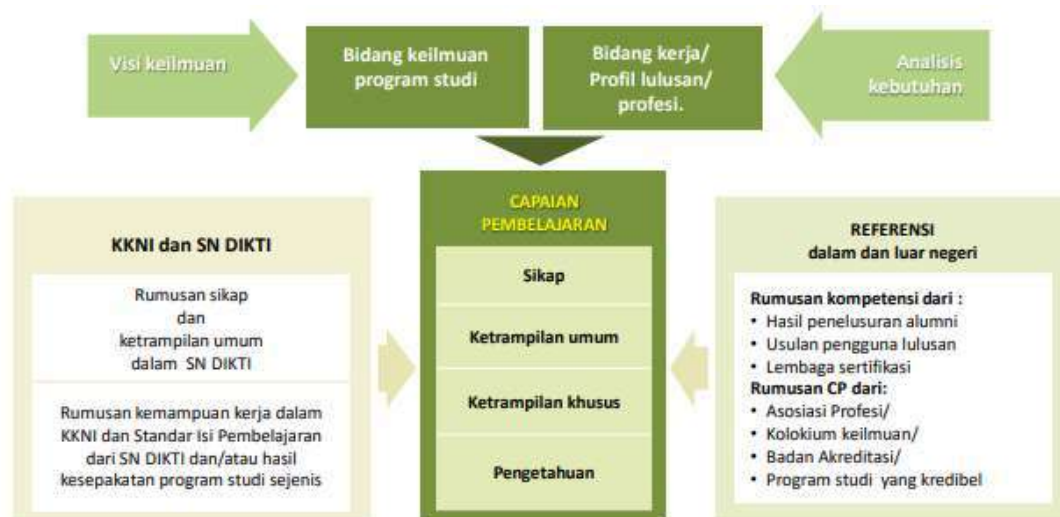 Visi keilmuan
Bidang keilmuan
program studi
Bidang kerja/
Profil lulusan/
profesi.
Analisis
kebutuhan
KKNI dan SN DIKTI
Rumusan sikap
dan
ketrampilan umum
dalam SN DIKTI
Rumusan kemampuan kerja dalam
KKNI dan Standar Isi Pembelajaran
dari SN DIKTI dan/atau hasil
kesepakatan program studi sejenis
CAPAIAN
PEMBELAJARAN
Sikap
Ketrampilan umum
Ketrampilan khusus
Pengetahuan
REFERENSI
dalam dan luar negeri
Rumusan kompetensi dari :
• Hasil penelusuran alumni
• Usulan pengguna lulusan
• Lembaga sertifikasi
Rumusan CP dari:
• Asosiasi Profesi/
• Kolokium keilmuan/
• Badan Akreditasi/
• Program studi yang kredibel